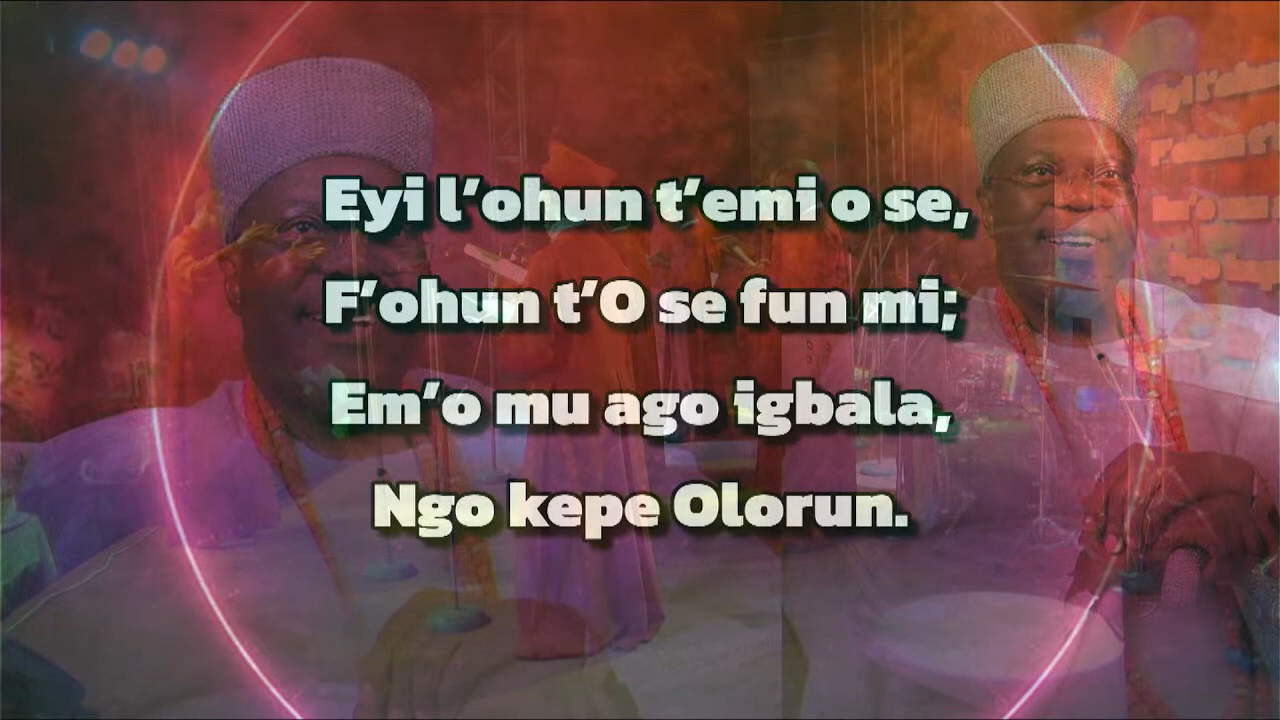 Eyi l’ohun t’emi o se,
F’ohun t’O se fun mi;
Em’o mu ago igbala,
Ngo kepe Olorun.